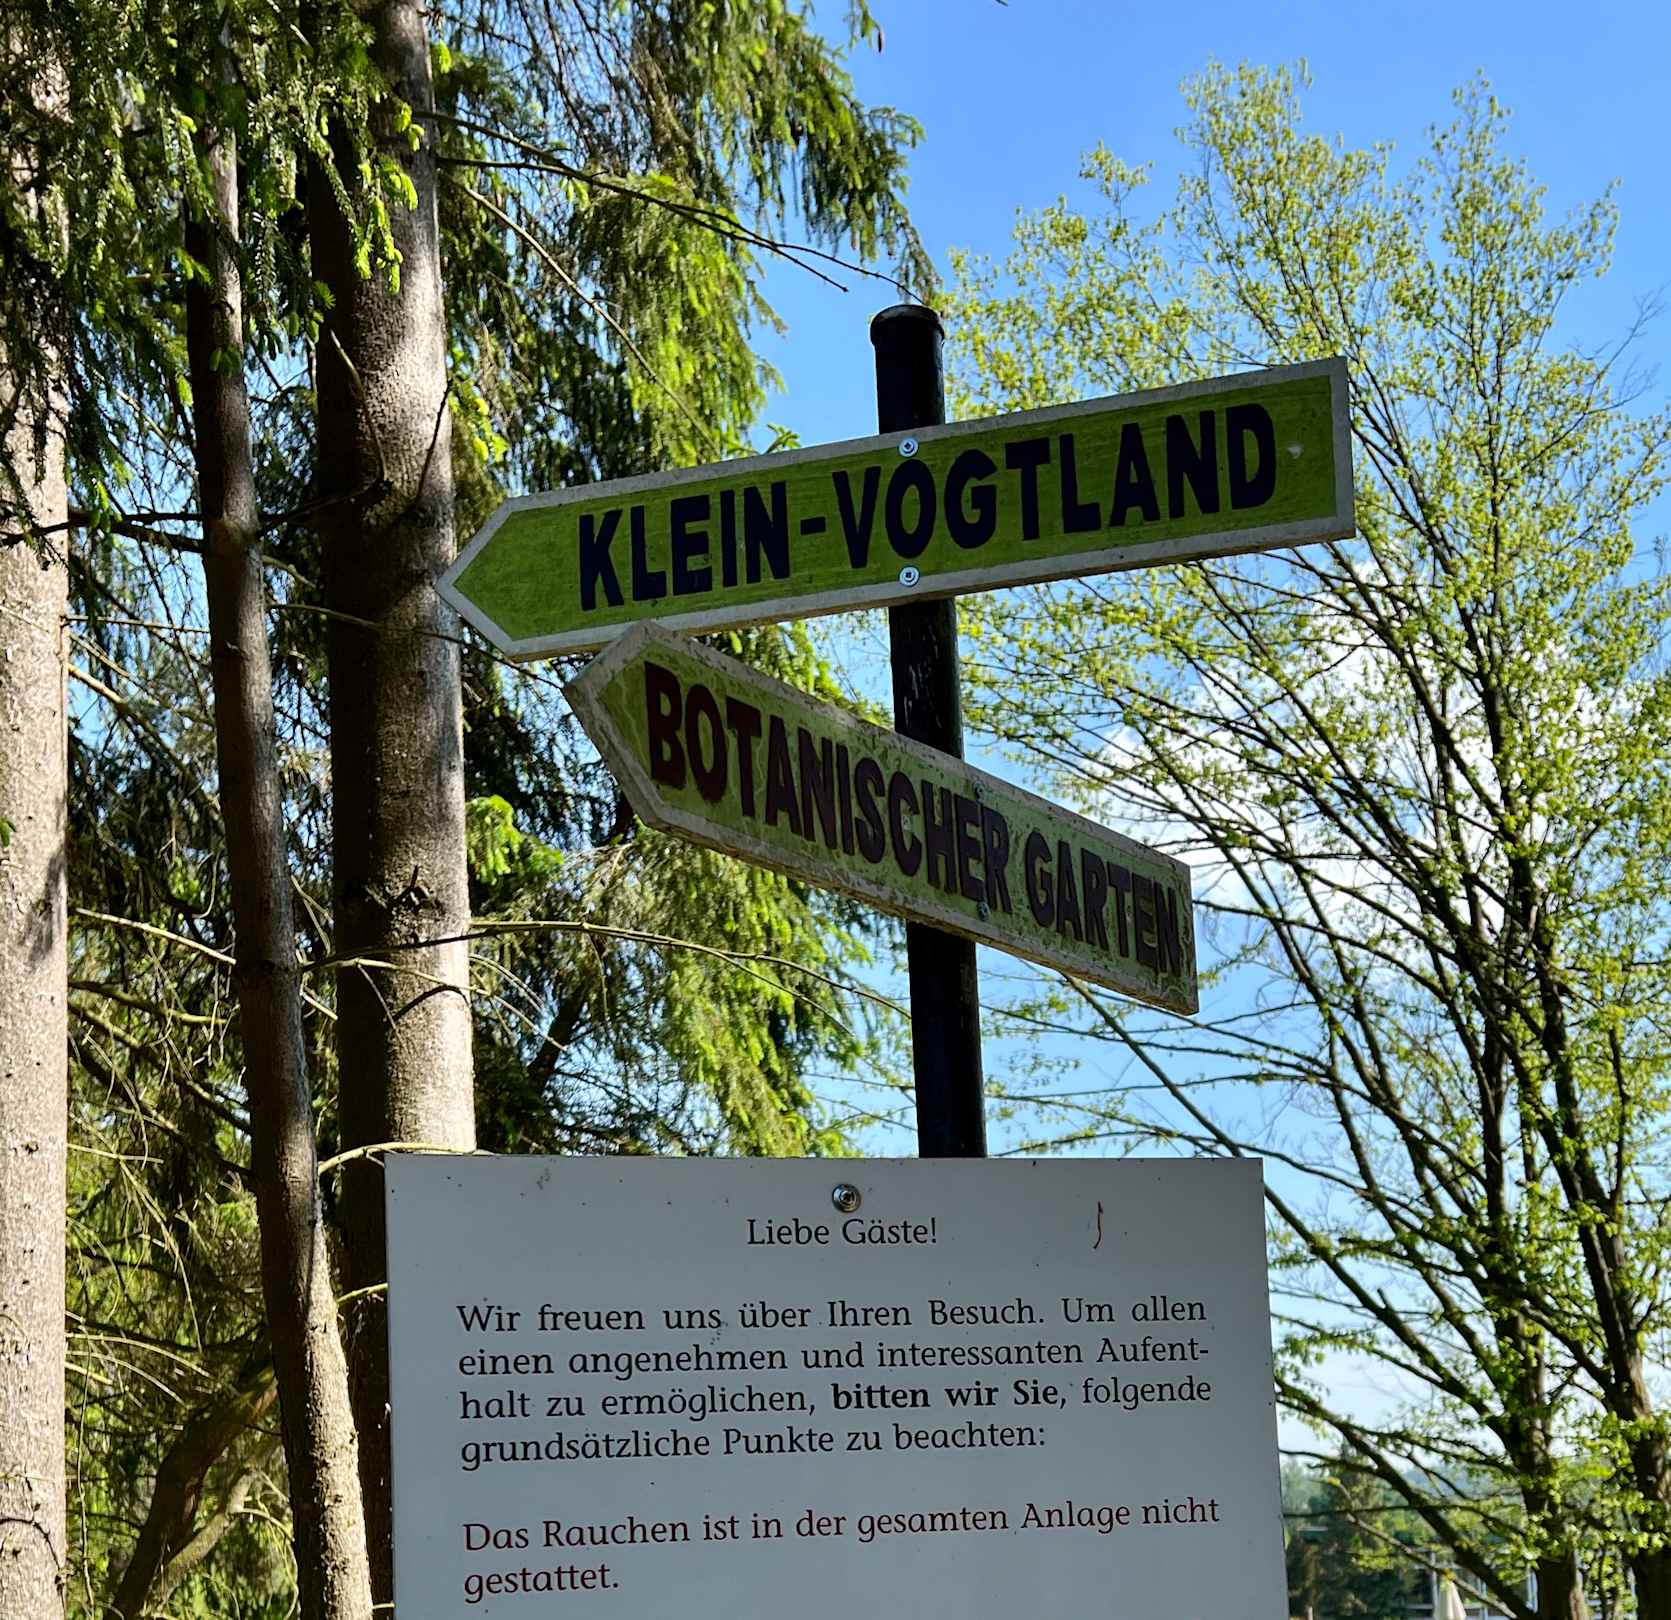 KLEIN-VOGTLAND
BOTANISCHER GARTEN
Liebe Gäste!
Wir freuen uns über Ihren Besuch. Um allen
einen angenehmen und interessanten Aufent-
halt zu ermöglichen, bitten wir Sie, folgende
grundsätzliche Punkte zu beachten:
Das Rauchen ist in der gesamten Anlage nicht
gestattet.